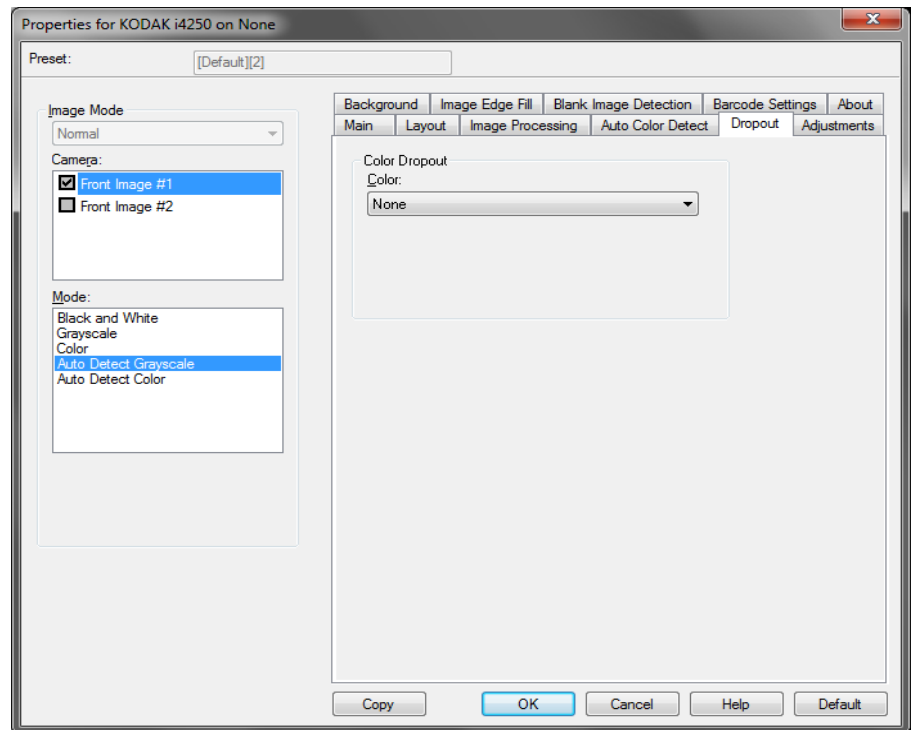 Properties for KODAK i4250 on None
Preset: [Default][2]
Image Mode
Normal
Camera:
Front Image #1
Front Image #2
Mode:
Black and White
Grayscale
Color
Auto Detect Grayscale
Auto Detect Color
Background Image Edge Fill Blank Image Detection Barcode Settings About
Main Layout Image Processing Auto Color Detect Dropout Adjustments
Color Dropout
Color:
None
Copy OK Cancel Help Default